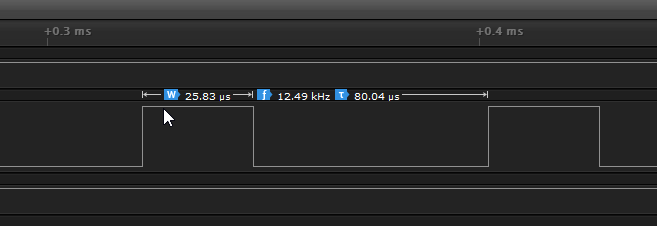 +0.3 ms +0.4 ms
W 25.83 µs f 12.49 kHz τ 80.04 µs